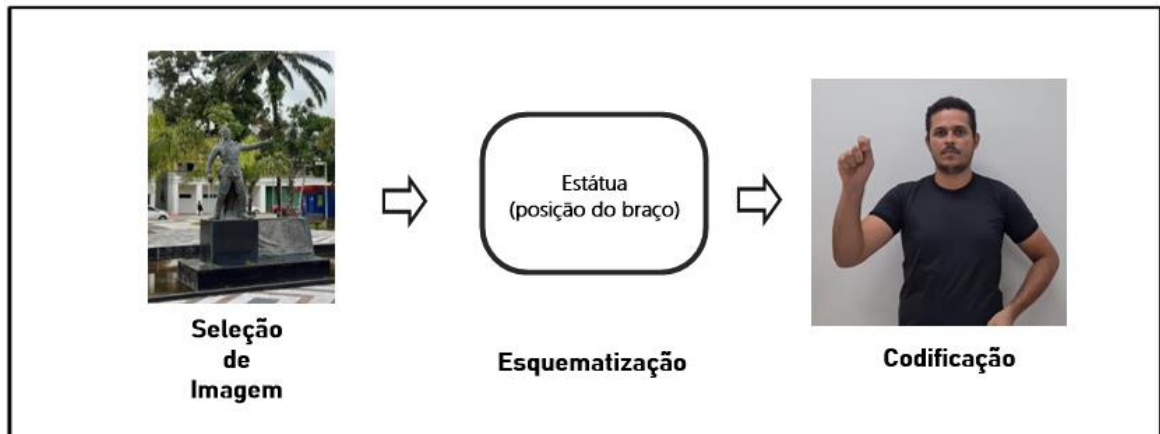 Estátua
(posição do braço)
Seleção
de
Imagem
Esquematização
Codificação